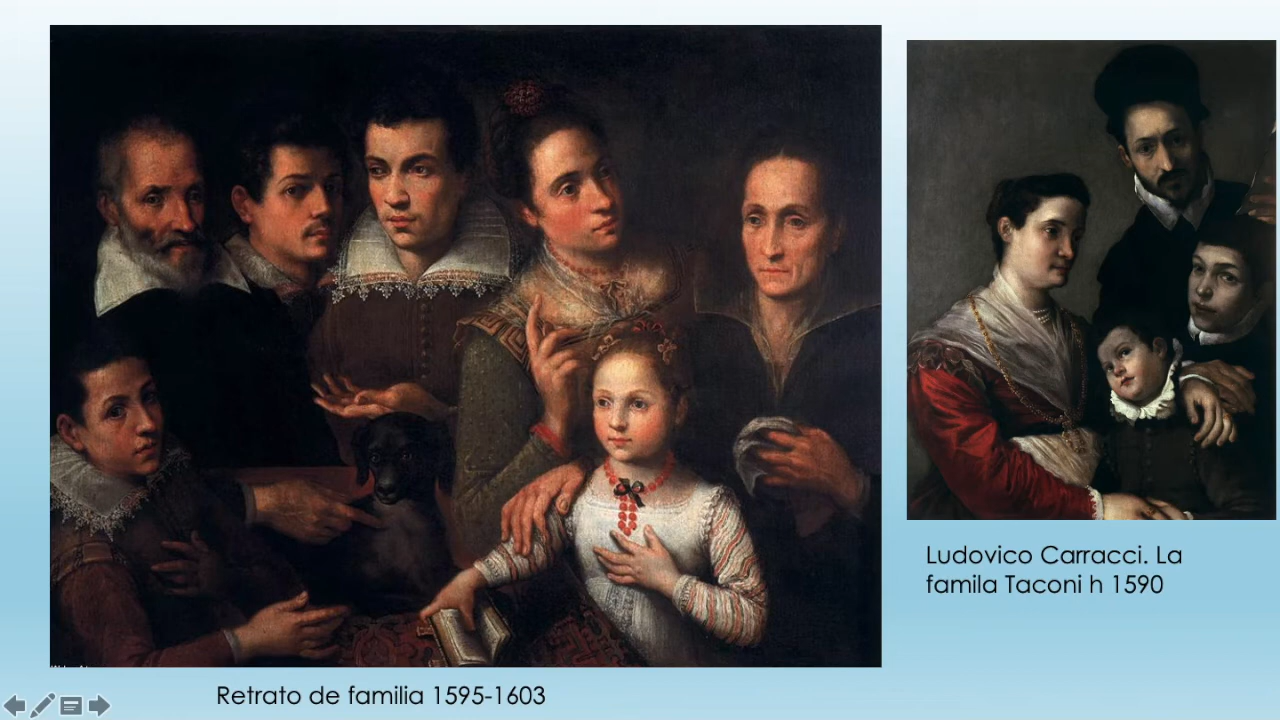 Ludovico Carracci. La
famila Taconi h 1590
Retrato de familia 1595-1603